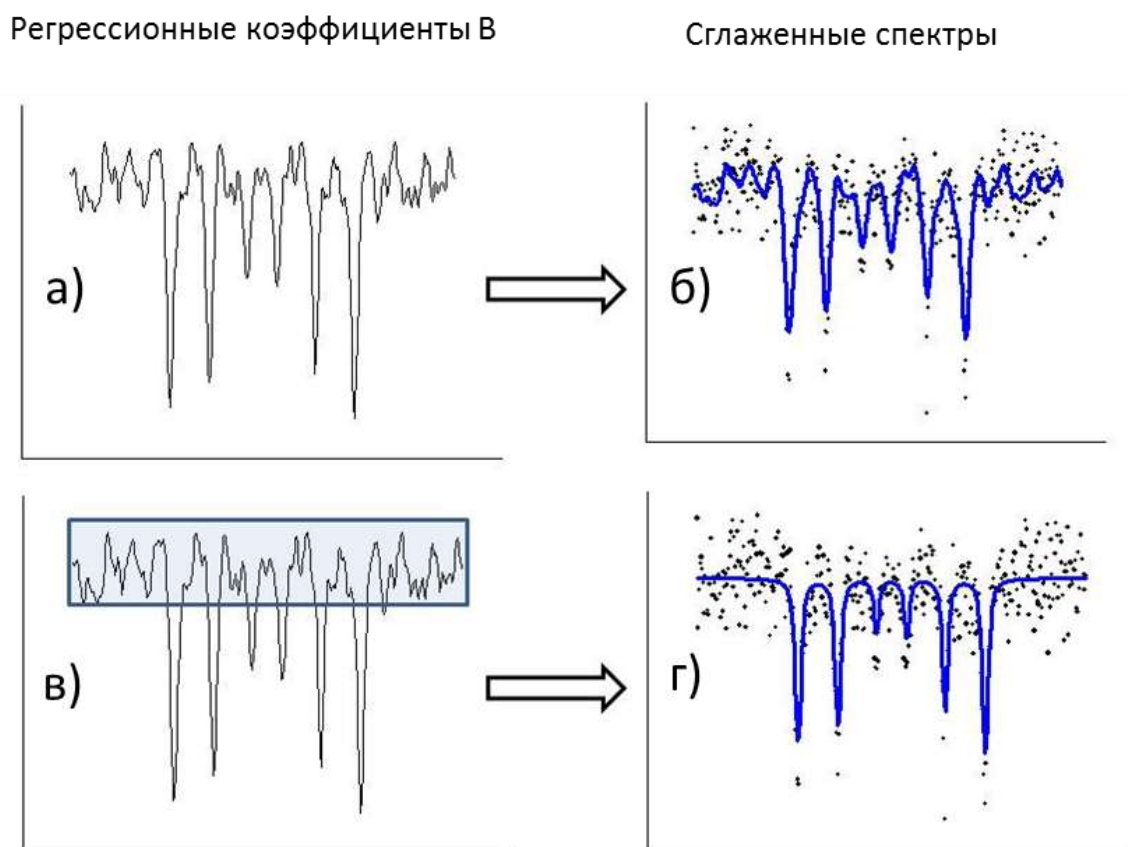 Регрессионные коэффициенты В
Сглаженные спектры
а)
б)
в)
г)